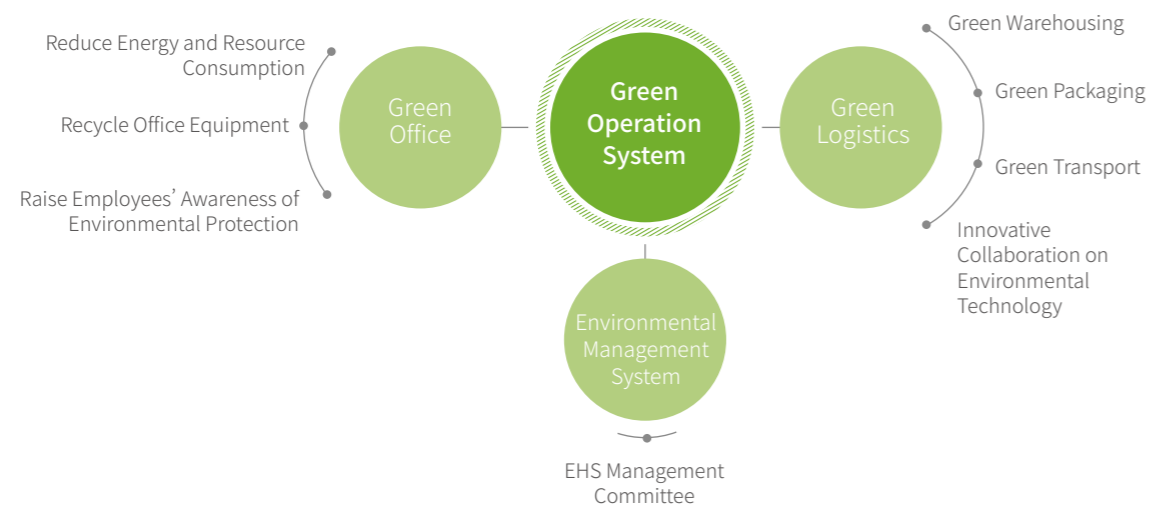 Reduce Energy and Resource
Consumption
Recycle Office Equipment
Raise Employees’ Awareness of
Environmental Protection
Green
Office
Green
Operation
System
Green
Logistics
Green Warehousing
Green Packaging
Green Transport
Innovative
Collaboration on
Environmental
Technology
Environmental
Management
System
EHS Management
Committee